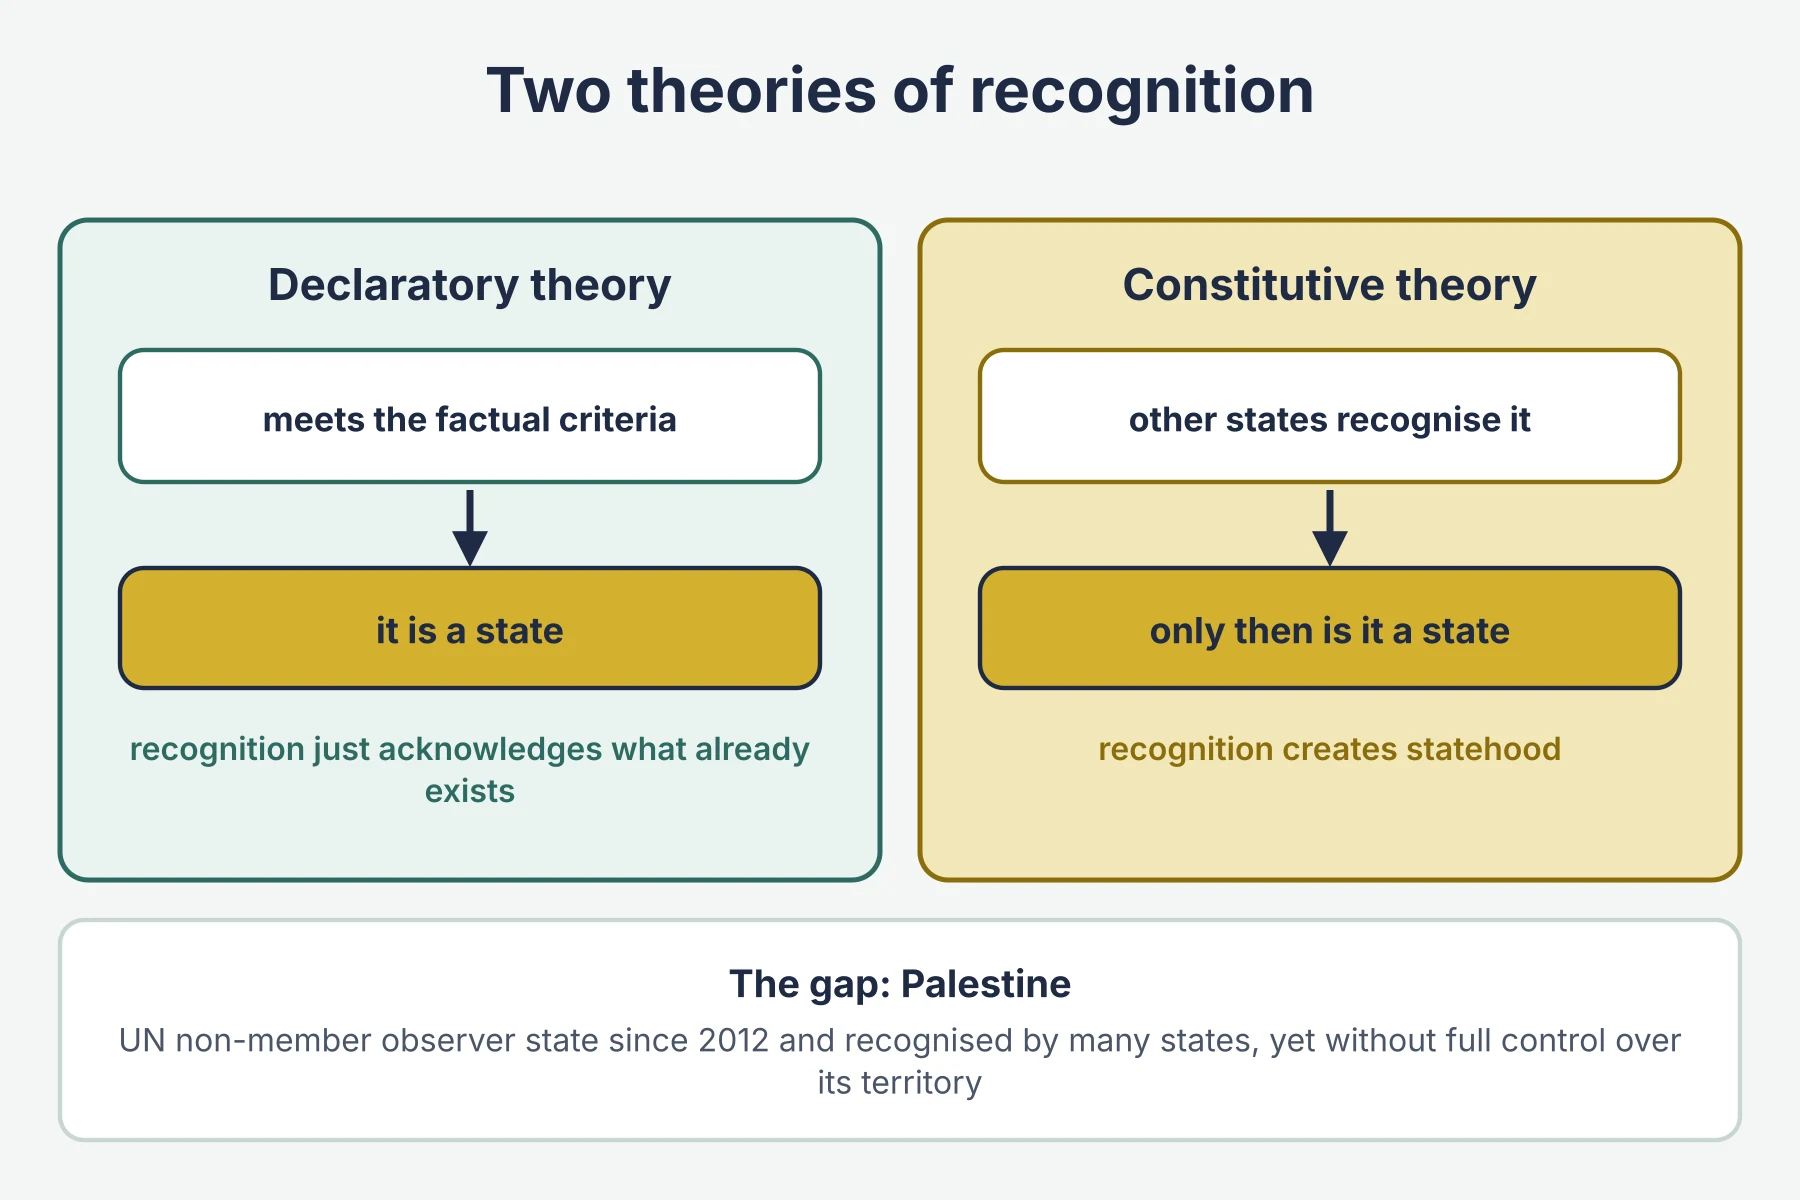 Two theories of recognition
Declaratory theory
meets the factual criteria
it is a state
recognition just acknowledges what already
exists
Constitutive theory
other states recognise it
only then is it a state
recognition creates statehood
The gap: Palestine
UN non-member observer state since 2012 and recognised by many states, yet without full control over
its territory